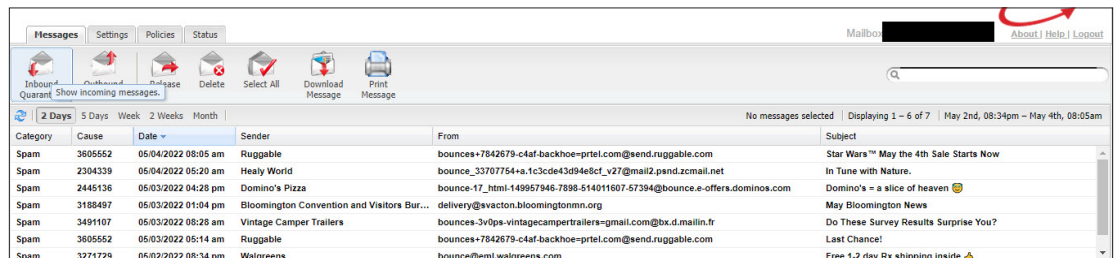 Messages Settings Policies Status Mailbox About | Help | Logout
Inbound Outbound Release Delete Select All Download Print
Quaran Show incoming messages. Message Message
2 Days 5 Days Week 2 Weeks Month No messages selected Displaying 1 – 6 of 7 May 2nd, 08:34pm – May 4th, 08:05am
Category Cause Date Sender From Subject
Spam 3605552 05/04/2022 08:05 am Ruggable bounces+7842679-c4af-backhoe=prtel.com@send.ruggable.com Star Wars™ May the 4th Sale Starts Now
Spam 2304339 05/04/2022 05:20 am Healy World bounce_33707754+a.1c3cde43d94e8cf_v27@mail2.psnd.zcmail.net In Tune with Nature.
Spam 2445136 05/03/2022 04:28 pm Domino's Pizza bounce-17_html-149957946-7898-514011607-57394@bounce.e-offers.dominos.com Domino's = a slice of heaven 😇
Spam 3188497 05/03/2022 01:04 pm Bloomington Convention and Visitors Bur... delivery@svacton.bloomingtonmn.org May Bloomington News
Spam 3491107 05/03/2022 08:28 am Vintage Camper Trailers bounces-3v0ps-vintagecampertrailers=gmail.com@bx.d.mailin.fr Do These Survey Results Surprise You?
Spam 3605552 05/03/2022 05:14 am Ruggable bounces+7842679-c4af-backhoe=prtel.com@send.ruggable.com Last Chance!
Spam 3271729 05/02/2022 08:34 pm Walgreens bounce@eml.walgreens.com Free 1-2 day Rx shipping inside 👍